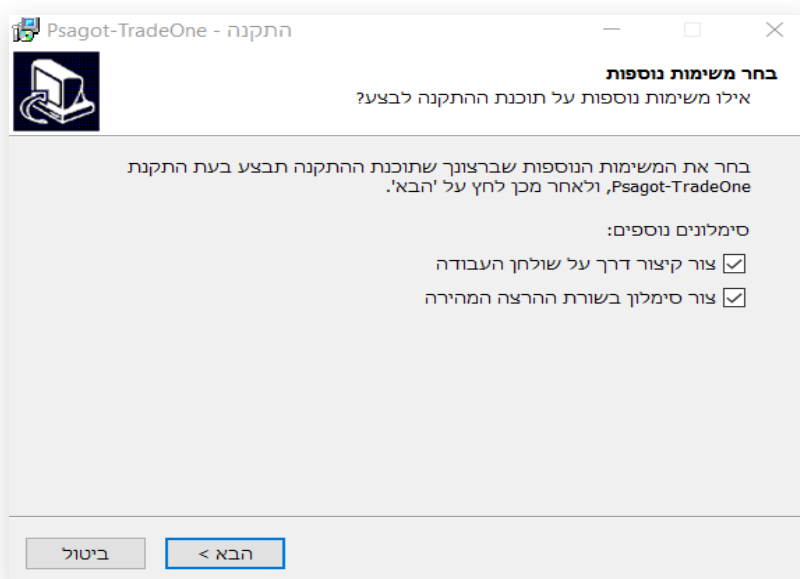 התקנה - Psagot-TradeOne
בחר משימות נוספות
אילו משימות נוספות על תוכנת ההתקנה לבצע?
בחר את המשימות הנוספות שברצונך שתוכנת ההתקנה תבצע בעת התקנת
Psagot-TradeOne, ולאחר מכן לחץ על 'הבא'.
סימלונים נוספים:
צור קיצור דרך על שולחן העבודה
צור סימלון בשורת ההרצה המהירה
הבא >
ביטול